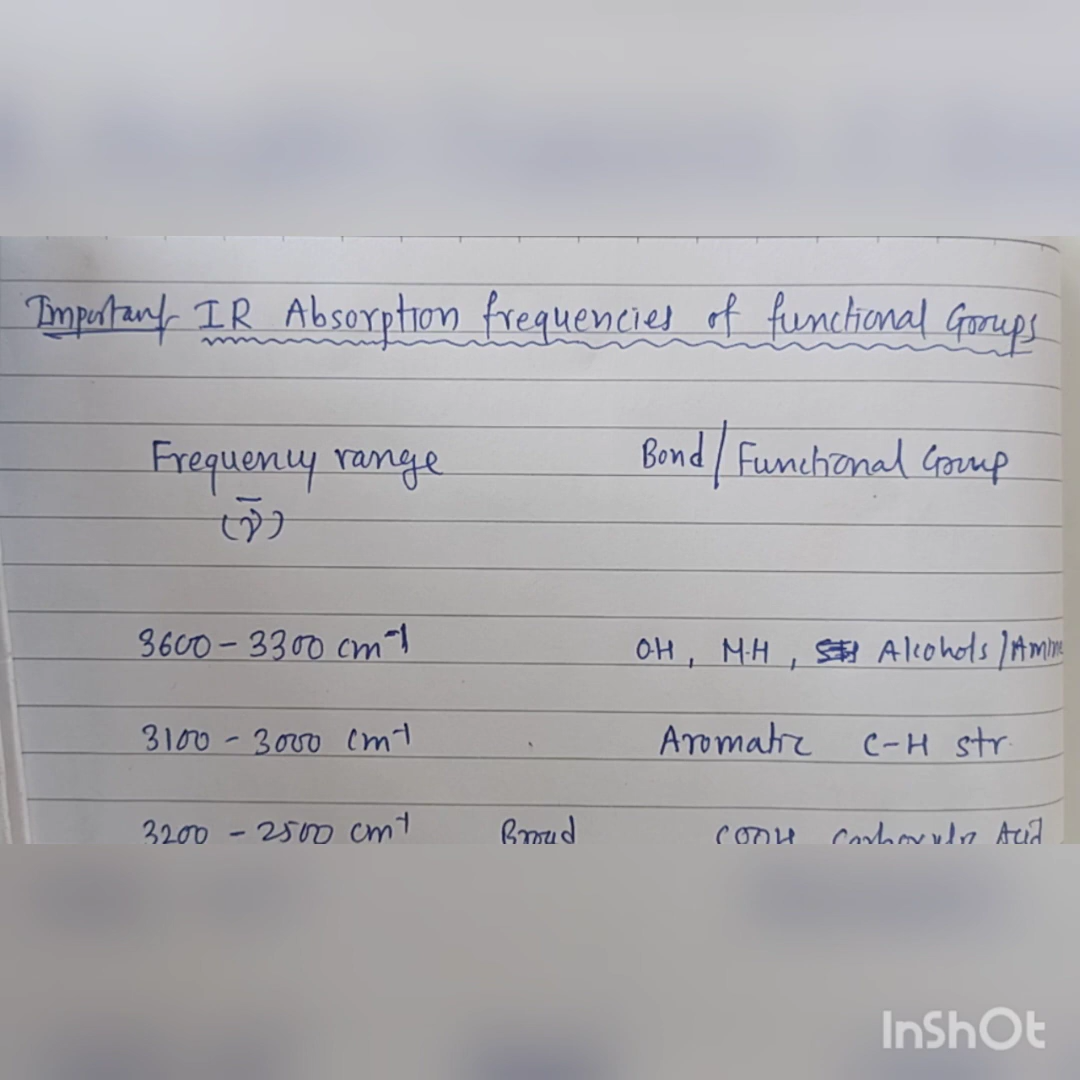 Important IR Absorption frequencies of functional Groups
Frequency range Bond/Functional Group
(ν̄)
3600 - 3300 cm⁻¹ O-H, N-H, Alcohols/Amine
3100 - 3000 cm⁻¹ Aromatic C-H str.
3200 - 2500 cm⁻¹ Broad COOH Carboxylic Acid
InShOt